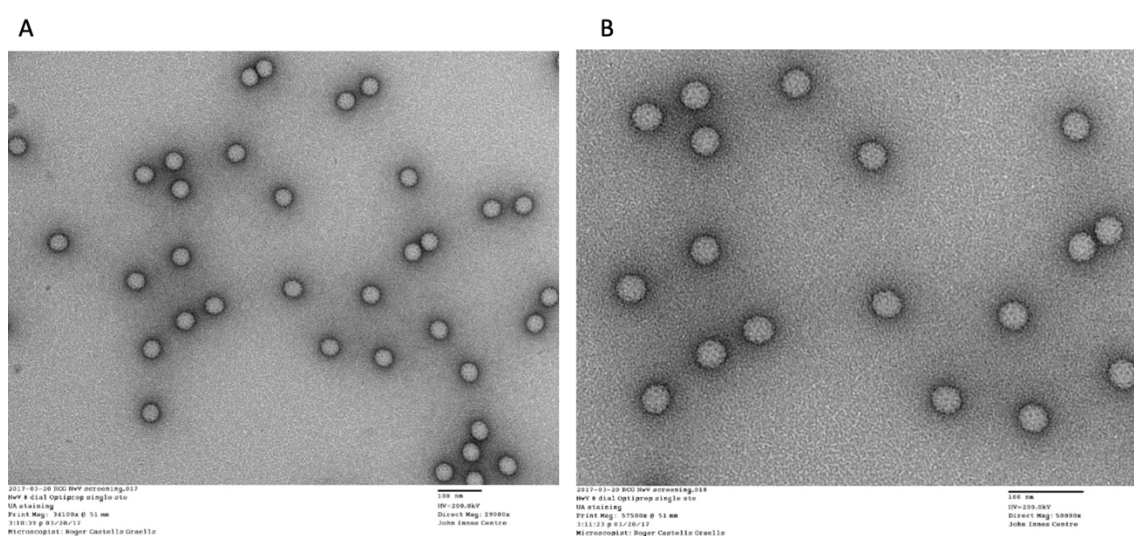 A
B
2017-03-20 RCG NwV screening.017
NwV 8 dial Optiprep single sto
UA staining
Print Mag: 34100x @ 51 mm
3:10:39 p 03/20/17
Microscopist: Roger Castells Graells
100 nm
HV=200.0kV
Direct Mag: 29000x
John Innes Centre
2017-03-20 RCG NwV screening.018
NwV 8 dial Optiprep single sto
UA staining
Print Mag: 57500x @ 51 mm
3:11:23 p 03/20/17
Microscopist: Roger Castells Graells
100 nm
HV=200.0kV
Direct Mag: 50000x
John Innes Centre